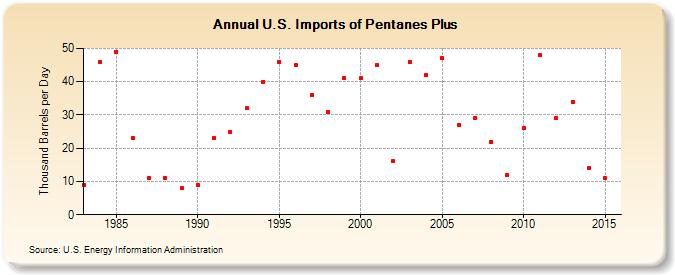 Annual U.S. Imports of Pentanes Plus
Thousand Barrels per Day
50
40
30
20
10
0
1985 1990 1995 2000 2005 2010 2015
Source: U.S. Energy Information Administration